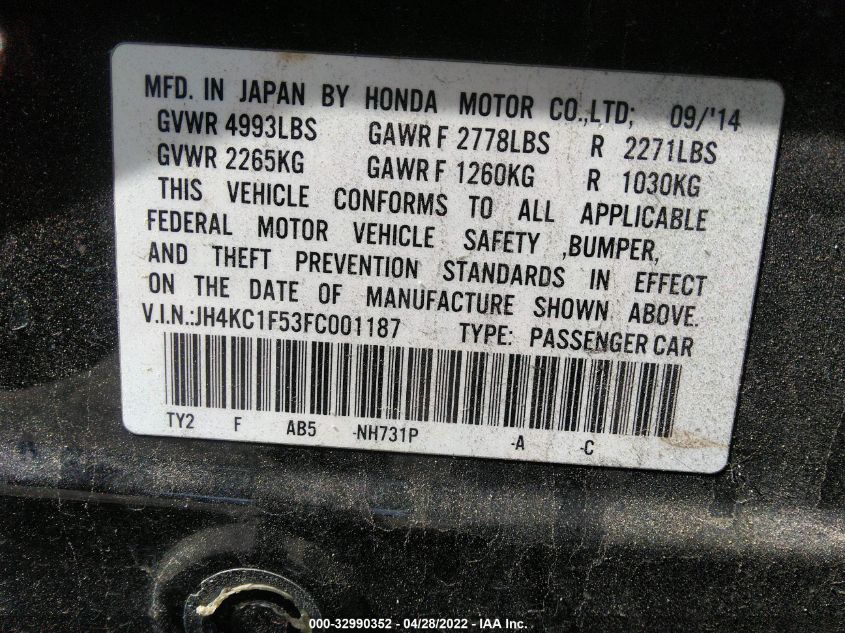 MFD. IN JAPAN BY HONDA MOTOR CO.,LTD; 09/'14
GVWR 4993LBS GAWR F 2778LBS R 2271LBS
GVWR 2265KG GAWR F 1260KG R 1030KG
THIS VEHICLE CONFORMS TO ALL APPLICABLE
FEDERAL MOTOR VEHICLE SAFETY ,BUMPER,
AND THEFT PREVENTION STANDARDS IN EFFECT
ON THE DATE OF MANUFACTURE SHOWN ABOVE.
V.I.N.:JH4KC1F53FC001187 TYPE: PASSENGER CAR
TY2 F AB5 -NH731P -A -C
000-32990352 - 04/28/2022 - IAA Inc.